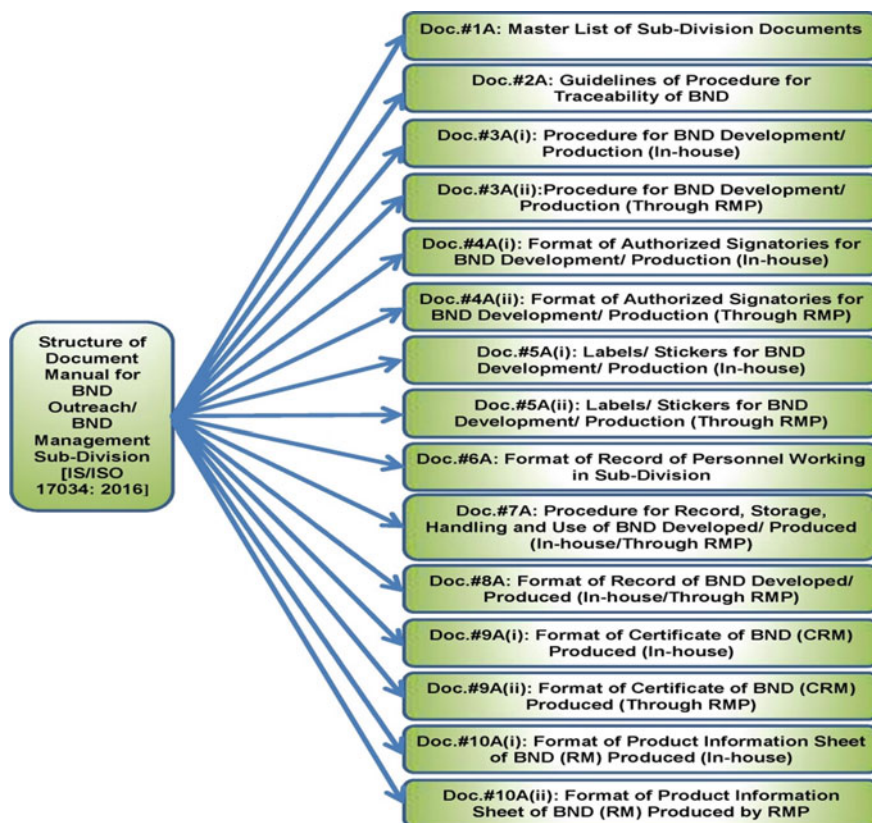 Structure of
Document
Manual for
BND
Outreach/
BND
Management
Sub-Division
[IS/ISO
17034: 2016]
Doc.#1A: Master List of Sub-Division Documents
Doc.#2A: Guidelines of Procedure for
Traceability of BND
Doc.#3A(i): Procedure for BND Development/
Production (In-house)
Doc.#3A(ii):Procedure for BND Development/
Production (Through RMP)
Doc.#4A(i): Format of Authorized Signatories for
BND Development/ Production (In-house)
Doc.#4A(ii): Format of Authorized Signatories for
BND Development/ Production (Through RMP)
Doc.#5A(i): Labels/ Stickers for BND
Development/ Production (In-house)
Doc.#5A(ii): Labels/ Stickers for BND
Development/ Production (Through RMP)
Doc.#6A: Format of Record of Personnel Working
in Sub-Division
Doc.#7A: Procedure for Record, Storage,
Handling and Use of BND Developed/ Produced
(In-house/Through RMP)
Doc.#8A: Format of Record of BND Developed/
Produced (In-house/Through RMP)
Doc.#9A(i): Format of Certificate of BND (CRM)
Produced (In-house)
Doc.#9A(ii): Format of Certificate of BND (CRM)
Produced (Through RMP)
Doc.#10A(i): Format of Product Information Sheet
of BND (RM) Produced (In-house)
Doc.#10A(ii): Format of Product Information
Sheet of BND (RM) Produced by RMP